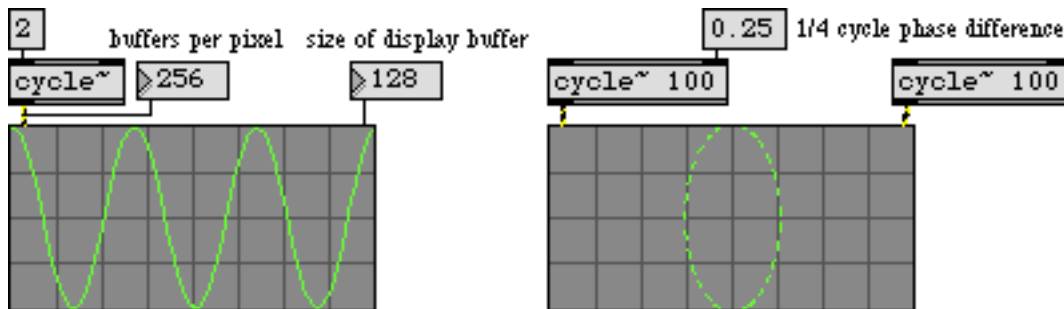 2
buffers per pixel
size of display buffer
cycle~
256
128
0.25
1/4 cycle phase difference
cycle~ 100
cycle~ 100